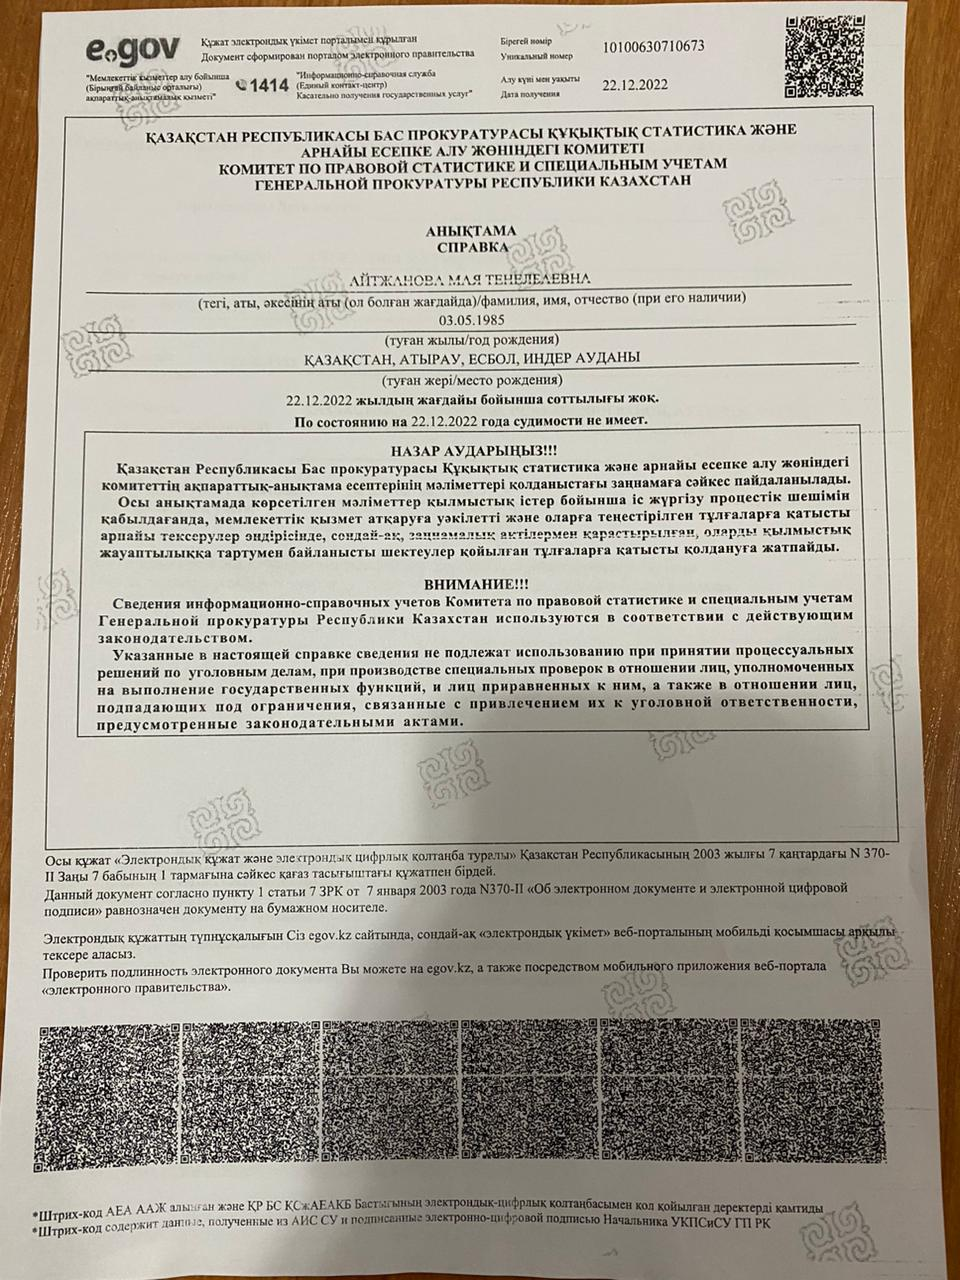 egov
Құжат электрондық үкімет порталымен құрылған
Документ сформирован порталом электронного правительства
Бірегей нөмір
Уникальный номер
10100630710673
"Мемлекеттік қызметтер алу бойынша
(Бірыңғай байланыс орталығы)
ақпараттық-анықтамалық қызметі"
1414
"Информационно-справочная служба
(Единый контакт-центр)
Касательно получения государственных услуг"
Алу күні мен уақыты
Дата получения
22.12.2022
ҚАЗАҚСТАН РЕСПУБЛИКАСЫ БАС ПРОКУРАТУРАСЫ ҚҰҚЫҚТЫҚ СТАТИСТИКА ЖӘНЕ
АРНАЙЫ ЕСЕПКЕ АЛУ ЖӨНІНДЕГІ КОМИТЕТІ
КОМИТЕТ ПО ПРАВОВОЙ СТАТИСТИКЕ И СПЕЦИАЛЬНЫМ УЧЕТАМ
ГЕНЕРАЛЬНОЙ ПРОКУРАТУРЫ РЕСПУБЛИКИ КАЗАХСТАН
АНЫҚТАМА
СПРАВКА
АЙТЖАНОВА МАЯ
(тегі, аты, әкесінің аты (ол болған жағдайда)/фамилия, имя, отчество (при его наличии)
03.05.1985
(туған жылы/год рождения)
ҚАЗАҚСТАН, АТЫРАУ, ЕСБОЛ, ИНДЕР АУДАНЫ
(туған жері/место рождения)
22.12.2022 жылдың жағдайы бойынша соттылығы жоқ.
По состоянию на 22.12.2022 года судимости не имеет.
НАЗАР АУДАРЫҢЫЗ!!!
Қазақстан Республикасы Бас прокуратурасы Құқықтық статистика және арнайы есепке алу жөніндегі
комитеттің ақпараттық-анықтама есептерінің мәліметтері қолданыстағы заңнамаға сәйкес пайдаланылады.
Осы анықтамада көрсетілген мәліметтер қылмыстық істер бойынша іс жүргізу процестік шешімін
қабылдағанда, мемлекеттік қызмет атқаруға уәкілетті және оларға теңестірілген тұлғаларға қатысты
арнайы тексерулер өндірісінде, сондай-ақ, заңнамалық актілермен қарастырылған, оларды қылмыстық
жауаптылыққа тартумен байланысты шектеулер қойылған тұлғаларға қатысты қолдануға жатпайды.
ВНИМАНИЕ!!!
Сведения информационно-справочных учетов Комитета по правовой статистике и специальным учетам
Генеральной прокуратуры Республики Казахстан используются в соответствии с действующим
законодательством.
Указанные в настоящей справке сведения не подлежат использованию при принятии процессуальных
решений по уголовным делам, при производстве специальных проверок в отношении лиц, уполномоченных
на выполнение государственных функций, и лиц приравненных к ним, а также в отношении лиц,
подпадающих под ограничения, связанные с привлечением их к уголовной ответственности,
предусмотренные законодательными актами.
Осы құжат «Электрондық құжат және электрондық цифрлық қолтаңба туралы» Қазақстан Республикасының 2003 жылғы 7 қаңтардағы N 370-
II Заңы 7 бабының 1 тармағына сәйкес қағаз тасығыштағы құжатпен бірдей.
Данный документ согласно пункту 1 статьи 7 ЗРК от 7 января 2003 года N370-II «Об электронном документе и электронной цифровой
подписи» равнозначен документу на бумажном носителе.
Электрондық құжаттың түпнұсқалығын Сіз egov.kz сайтында, сондай-ақ «электрондық үкімет» веб-порталының мобильді қосымшасы арқылы
тексере аласыз.
Проверить подлинность электронного документа Вы можете на egov.kz, а также посредством мобильного приложения веб-портала
«электронного правительства».
*Штрих-код АЕА ААЖ алынған және ҚР БС ҚСжАЕАКБ Бастығының электрондық-цифрлық қолтаңбасымен қол қойылған деректерді қамтиды
*Штрих-код содержит данные, полученные из АИС СУ и подписанные электронно-цифровой подписью Начальника УКПСиСУ ГП РК